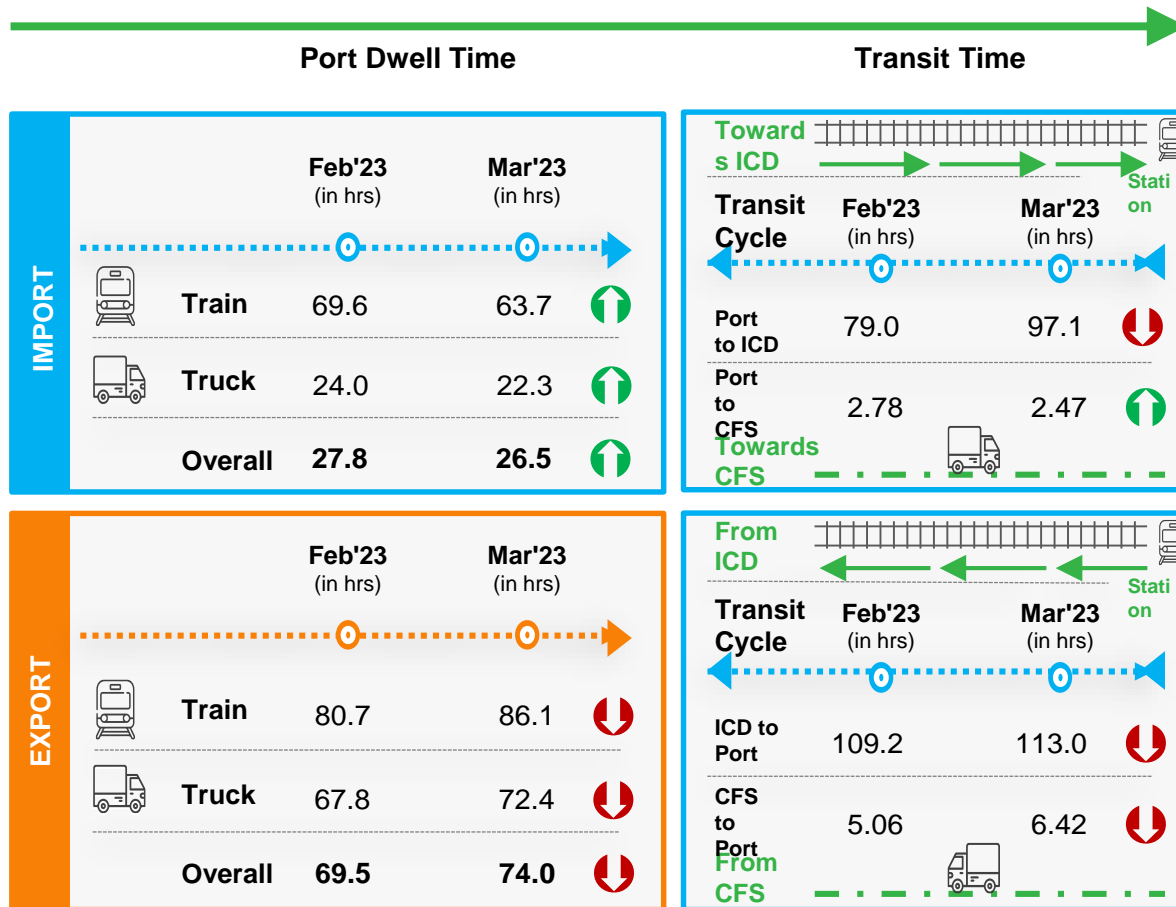 Port Dwell Time
Transit Time
IMPORT
Feb'23
Mar'23
(in hrs)
(in hrs)
Train 69.6 63.7
Truck 24.0 22.3
Overall 27.8 26.5
Toward
s ICD
Stati
on
Transit
Cycle
Feb'23
Mar'23
(in hrs)
(in hrs)
Port
to ICD
79.0 97.1
Port
to
CFS
2.78 2.47
Towards
CFS
EXPORT
Feb'23
Mar'23
(in hrs)
(in hrs)
Train 80.7 86.1
Truck 67.8 72.4
Overall 69.5 74.0
From
ICD
Stati
on
Transit
Cycle
Feb'23
Mar'23
(in hrs)
(in hrs)
ICD to
Port
109.2 113.0
CFS
to
Port
5.06 6.42
From
CFS